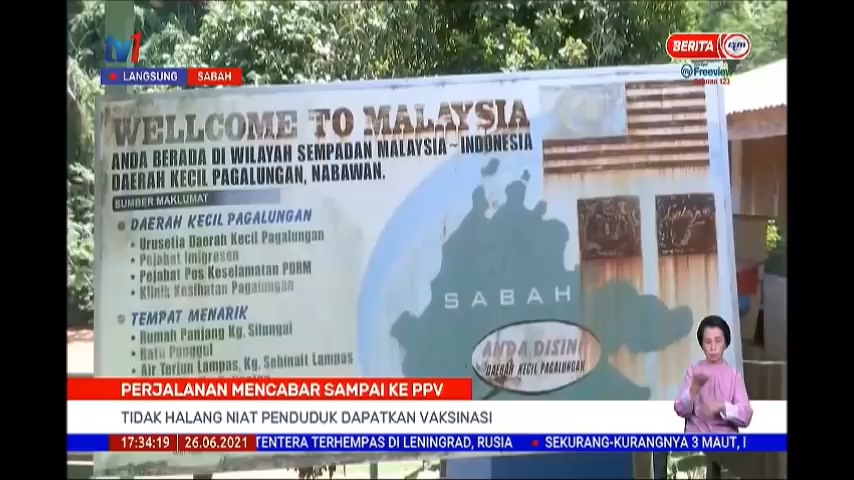 tv1
LANGSUNG
SABAH
BERITA rtm
myFreeview
WELCOME TO MALAYSIA
ANDA BERADA DI WILAYAH SEMPADAN MALAYSIA~INDONESIA
DAERAH KECIL PAGALUNGAN, NABAWAN.
SUMBER MAKLUMAT
DAERAH KECIL PAGALUNGAN
Urusetia Daerah Kecil Pagalungan
Pejabat Imigresen
Pejabat Pos Keselamatan PDRM
Klinik Kesihatan Pagalungan
TEMPAT MENARIK
Rumah Panjang Kg. Silungai
Batu Punggul
Air Terjun Lampas, Kg. Sebinait Lampas
SABAH
ANDA DISINI
DAERAH KECIL PAGALUNGAN
PERJALANAN MENCABAR SAMPAI KE PPV
TIDAK HALANG NIAT PENDUDUK DAPATKAN VAKSINASI
17:34:19 26.06.2021 TENTERA TERHEMPAS DI LENINGRAD, RUSIA SEKURANG-KURANGNYA 3 MAUT, I